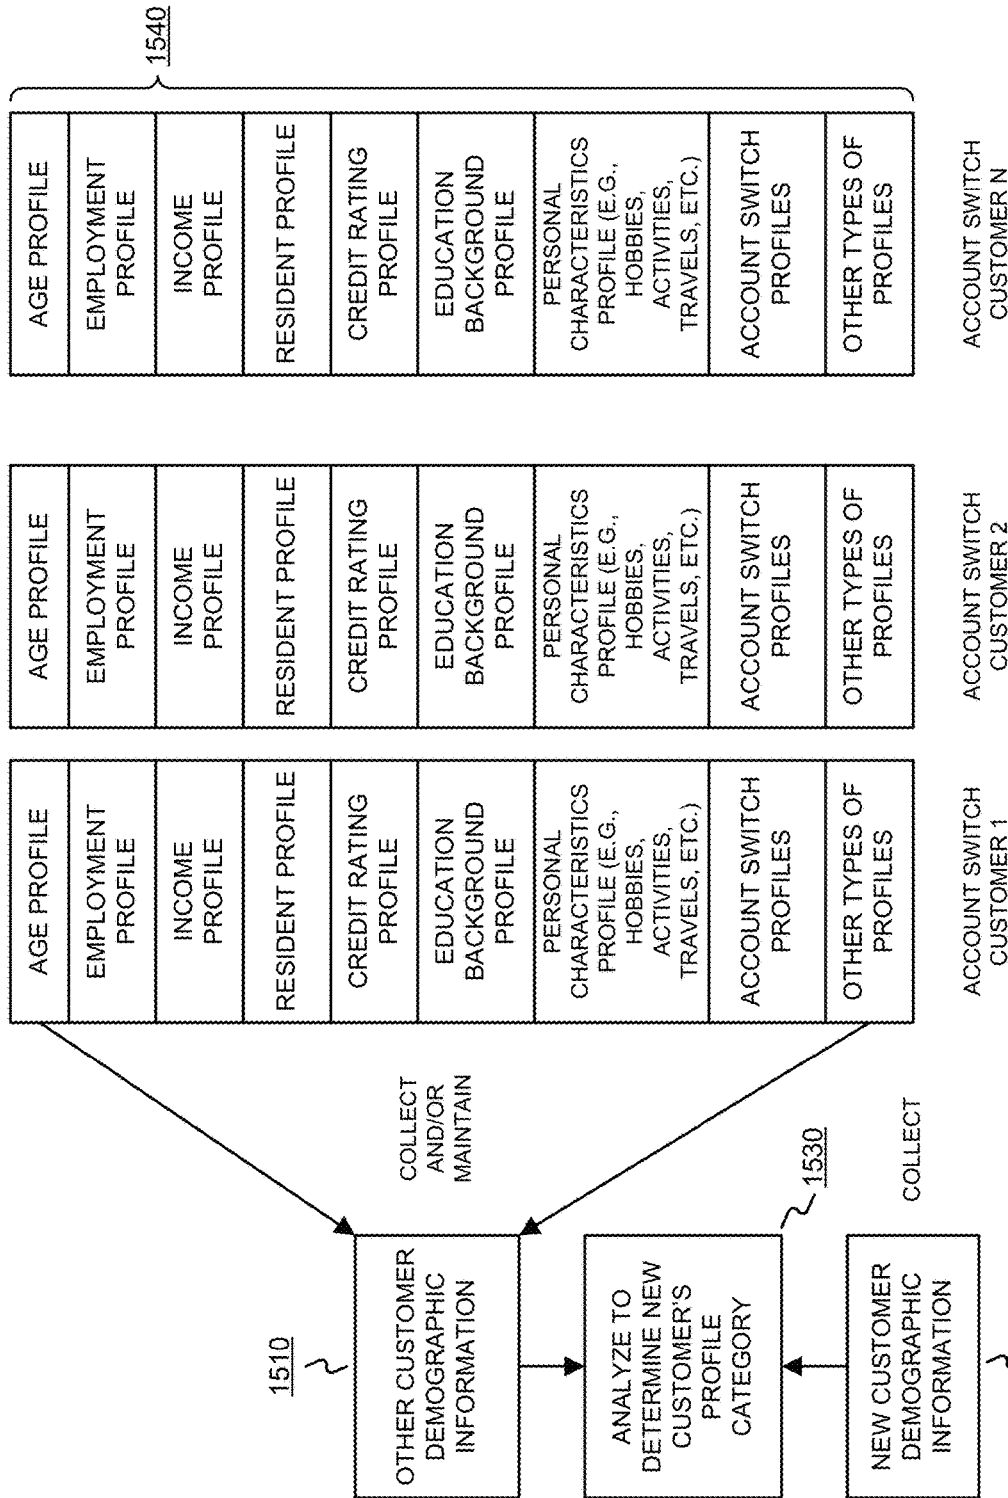 1510
OTHER CUSTOMER
DEMOGRAPHIC
INFORMATION
ANALYZE TO
DETERMINE NEW
CUSTOMER'S
PROFILE
CATEGORY
1530
NEW CUSTOMER
DEMOGRAPHIC
INFORMATION
COLLECT
AND/OR
MAINTAIN
COLLECT
AGE PROFILE
EMPLOYMENT
PROFILE
INCOME
PROFILE
RESIDENT PROFILE
CREDIT RATING
PROFILE
EDUCATION
BACKGROUND
PROFILE
PERSONAL
CHARACTERISTICS
PROFILE (E.G.,
HOBBIES,
ACTIVITIES,
TRAVELS, ETC.)
ACCOUNT SWITCH
PROFILES
OTHER TYPES OF
PROFILES
ACCOUNT SWITCH
CUSTOMER 1
AGE PROFILE
EMPLOYMENT
PROFILE
INCOME
PROFILE
RESIDENT PROFILE
CREDIT RATING
PROFILE
EDUCATION
BACKGROUND
PROFILE
PERSONAL
CHARACTERISTICS
PROFILE (E.G.,
HOBBIES,
ACTIVITIES,
TRAVELS, ETC.)
ACCOUNT SWITCH
PROFILES
OTHER TYPES OF
PROFILES
ACCOUNT SWITCH
CUSTOMER 2
AGE PROFILE
EMPLOYMENT
PROFILE
INCOME
PROFILE
RESIDENT PROFILE
CREDIT RATING
PROFILE
EDUCATION
BACKGROUND
PROFILE
PERSONAL
CHARACTERISTICS
PROFILE (E.G.,
HOBBIES,
ACTIVITIES,
TRAVELS, ETC.)
ACCOUNT SWITCH
PROFILES
OTHER TYPES OF
PROFILES
ACCOUNT SWITCH
CUSTOMER N
1540